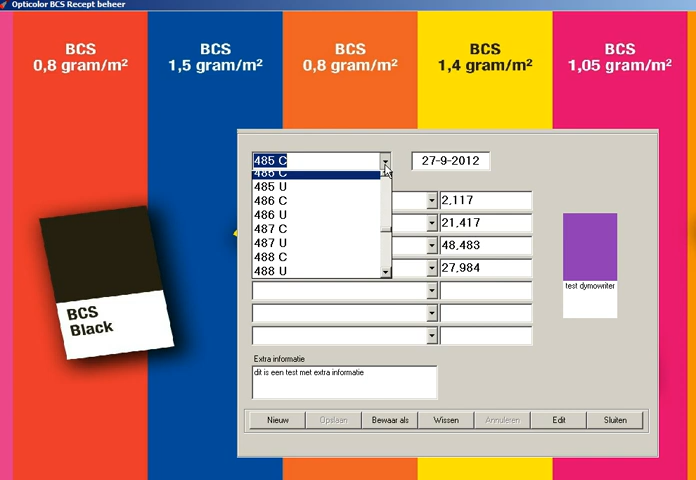 Opticolor BCS Recept beheer
BCS
0,8 gram/m²
BCS
1,5 gram/m²
BCS
0,8 gram/m²
BCS
1,4 gram/m²
BCS
1,05 gram/m²
485 C
27-9-2012
485 C
485 U
486 C
486 U
487 C
487 U
488 C
488 U
2,117
21,417
48,483
27,984
test dymowriter
BCS
Black
Extra informatie
dit is een test met extra informatie
Nieuw
Opslaan
Bewaar als
Wissen
Annuleren
Edit
Sluiten